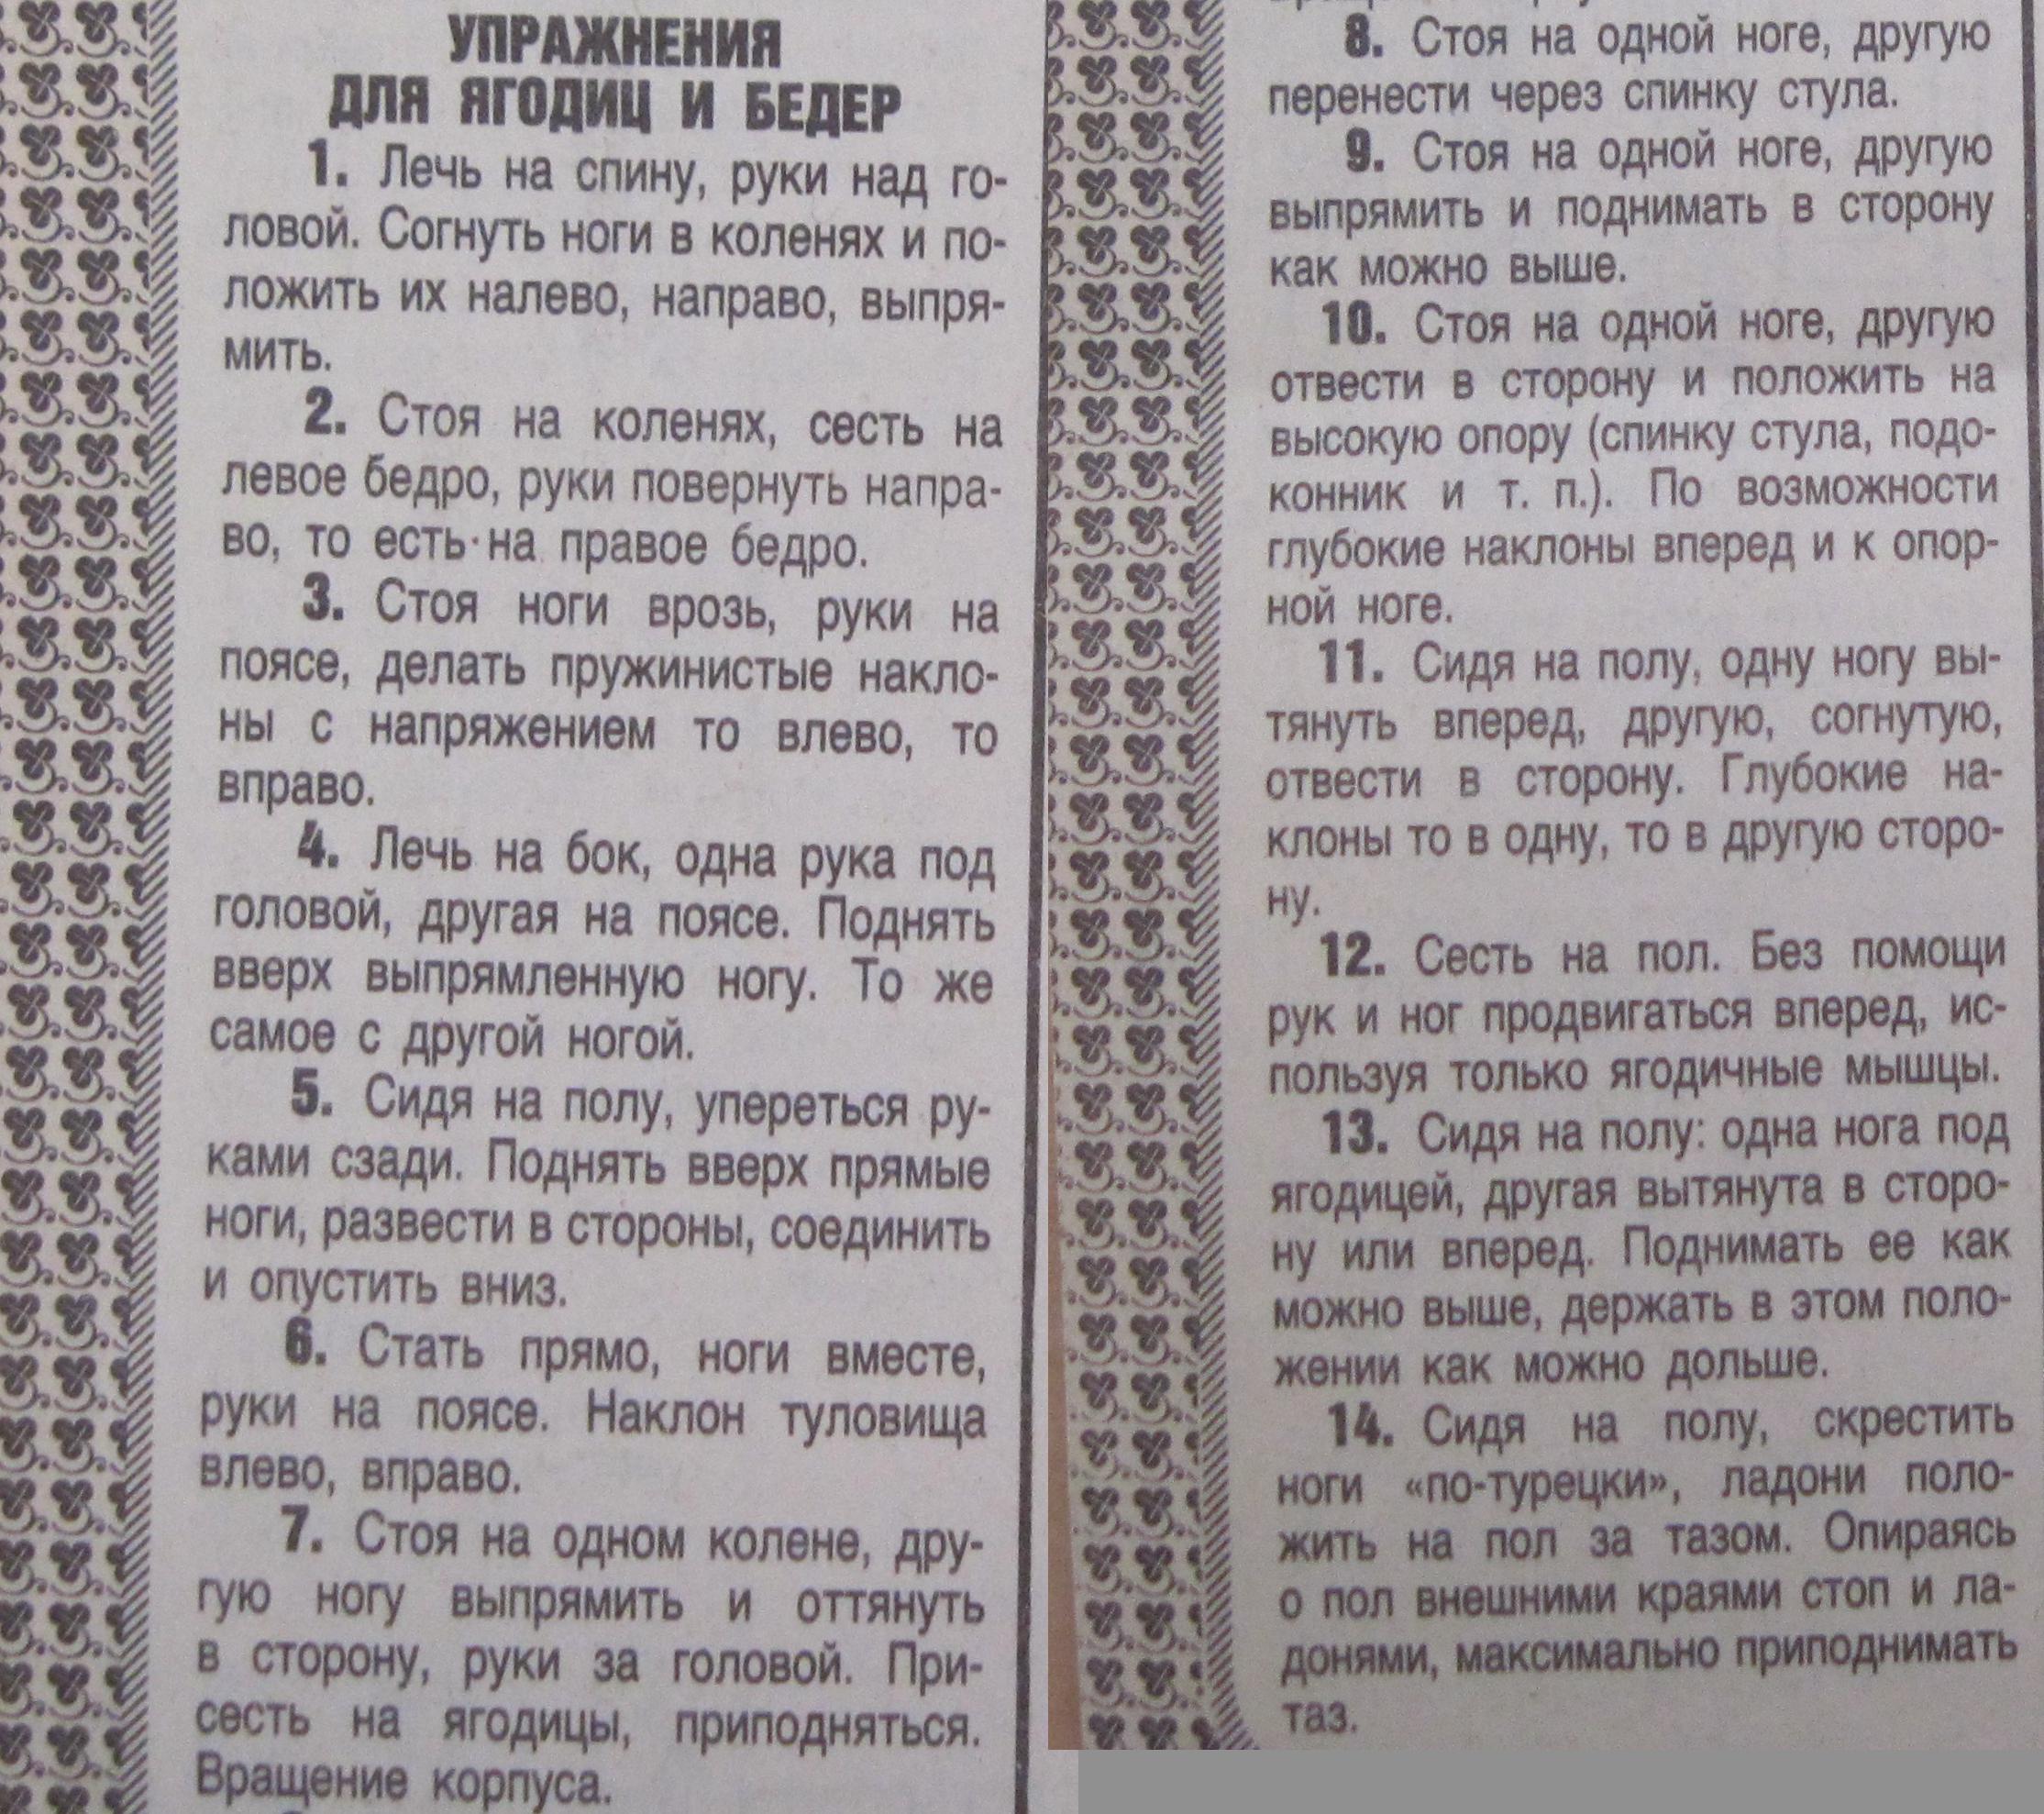 УПРАЖНЕНИЯ
ДЛЯ ЯГОДИЦ И БЕДЕР
1. Лечь на спину, руки над го-
ловой. Согнуть ноги в коленях и по-
ложить их налево, направо, выпря-
мить.
2. Стоя на коленях, сесть на
левое бедро, руки повернуть напра-
во, то есть на правое бедро.
3. Стоя ноги врозь, руки на
поясе, делать пружинистые накло-
ны с напряжением то влево, то
вправо.
4. Лечь на бок, одна рука под
головой, другая на поясе. Поднять
вверх выпрямленную ногу. То же
самое с другой ногой.
5. Сидя на полу, упереться ру-
ками сзади. Поднять вверх прямые
ноги, развести в стороны, соединить
и опустить вниз.
6. Стать прямо, ноги вместе,
руки на поясе. Наклон туловища
влево, вправо.
7. Стоя на одном колене, дру-
гую ногу выпрямить и оттянуть
в сторону, руки за головой. При-
сесть на ягодицы, приподняться.
Вращение корпуса.
8. Стоя на одной ноге, другую
перенести через спинку стула.
9. Стоя на одной ноге, другую
выпрямить и поднимать в сторону
как можно выше.
10. Стоя на одной ноге, другую
отвести в сторону и положить на
высокую опору (спинку стула, подо-
конник и т. п.). По возможности
глубокие наклоны вперед и к опор-
ной ноге.
11. Сидя на полу, одну ногу вы-
тянуть вперед, другую, согнутую,
отвести в сторону. Глубокие на-
клоны то в одну, то в другую сторо-
ну.
12. Сесть на пол. Без помощи
рук и ног продвигаться вперед, ис-
пользуя только ягодичные мышцы.
13. Сидя на полу: одна нога под
ягодицей, другая вытянута в сторо-
ну или вперед. Поднимать ее как
можно выше, держать в этом поло-
жении как можно дольше.
14. Сидя на полу, скрестить
ноги «по-турецки», ладони поло-
жить на пол за тазом. Опираясь
о пол внешними краями стоп и ла-
донями, максимально приподнимать
таз.